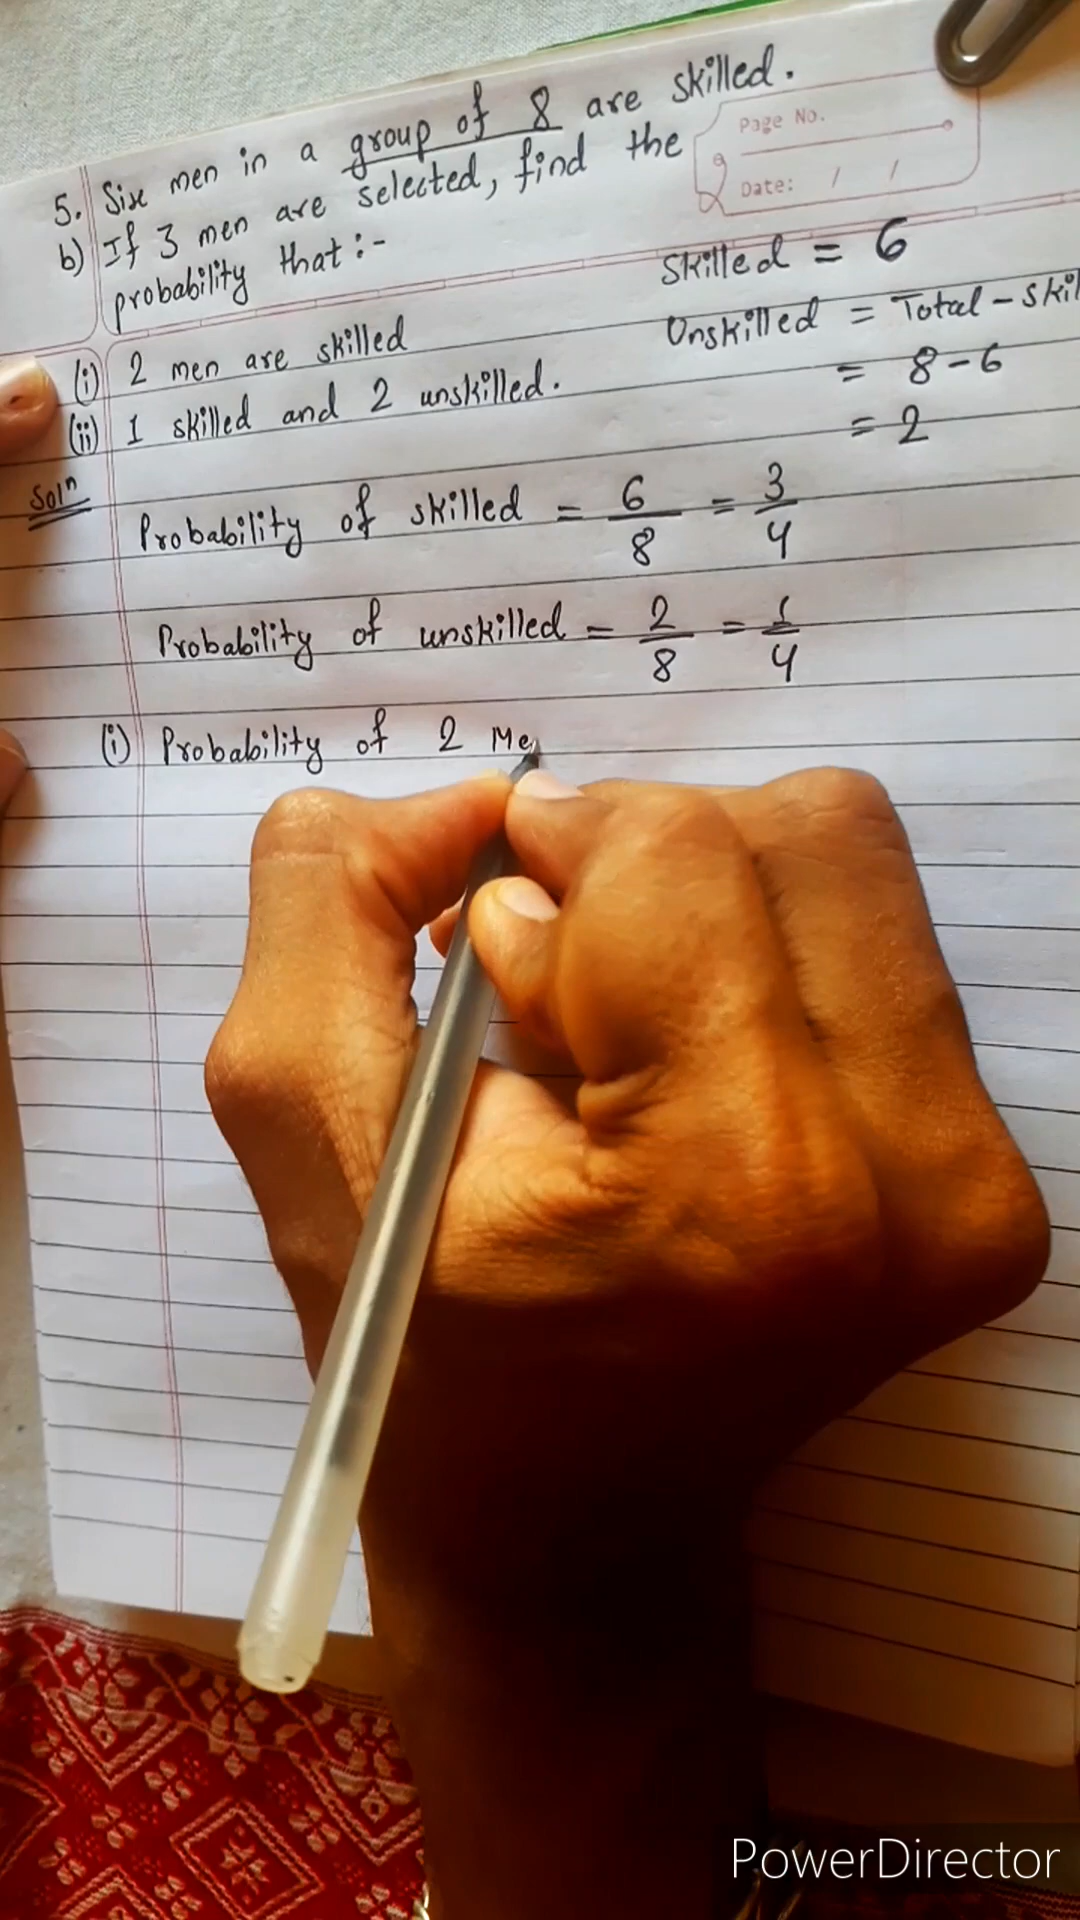 5. Six men in a group of 8 are skilled.
b) If 3 men are selected, find the
probability that :-
Page No.
Date: / /
(i) 2 men are skilled
(ii) 1 skilled and 2 unskilled.
Skilled = 6
Unskilled = Total - Skil
= 8 - 6
= 2
Solⁿ
Probability of skilled = 6/8 = 3/4
Probability of unskilled = 2/8 = 1/4
(i) Probability of 2 Me
PowerDirector